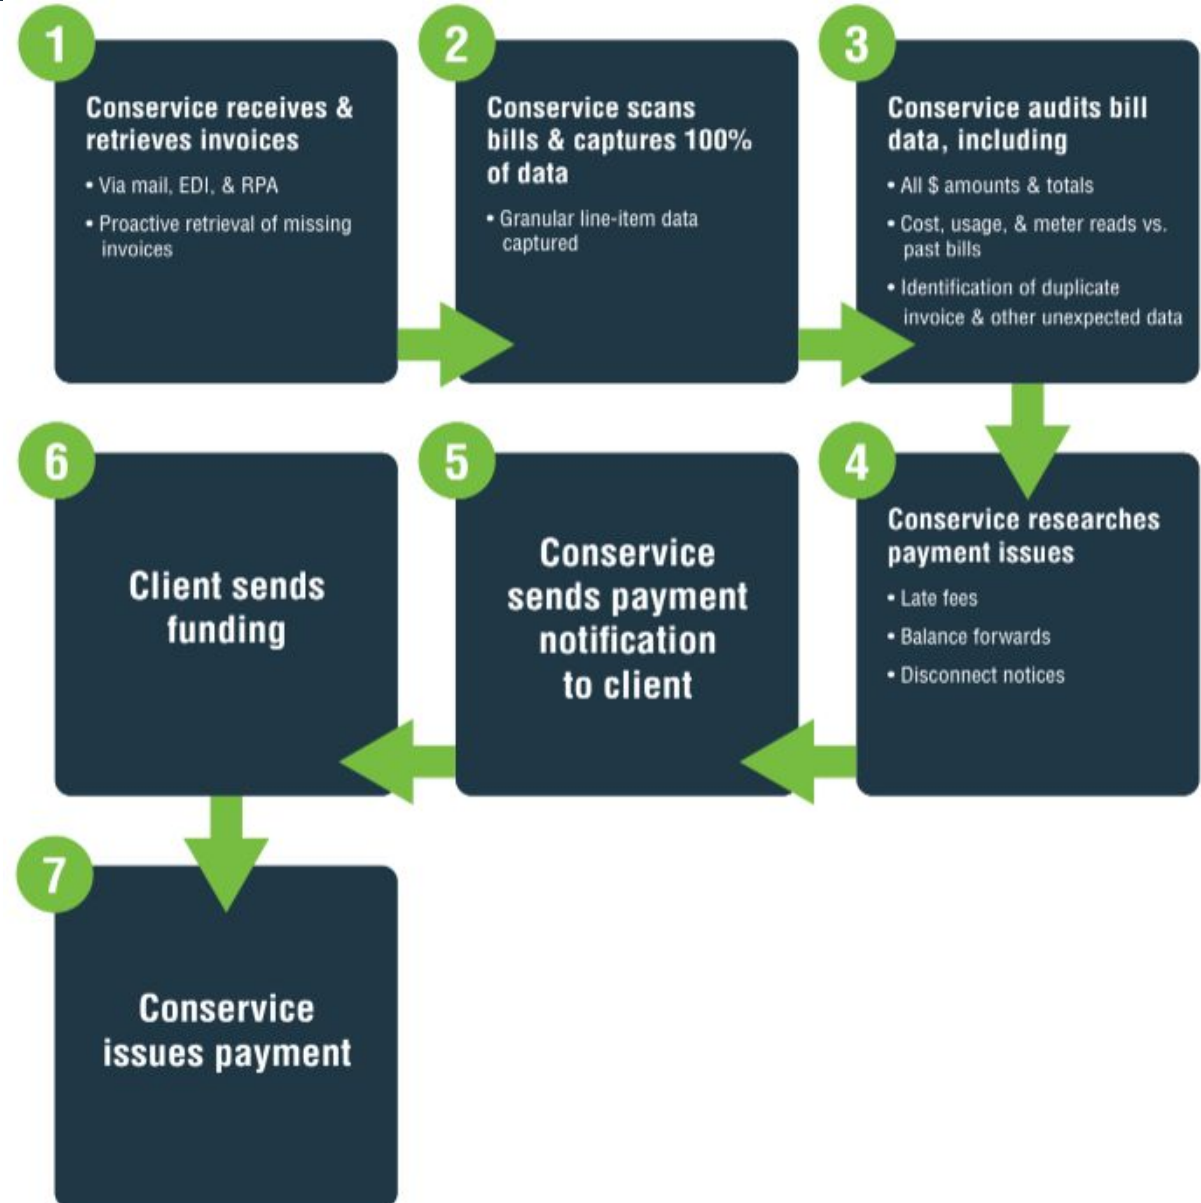 1
Conservice receives &
retrieves invoices
• Via mail, EDI, & RPA
• Proactive retrieval of missing
invoices
2
Conservice scans
bills & captures 100%
of data
• Granular line-item data
captured
3
Conservice audits bill
data, including
• All $ amounts & totals
• Cost, usage, & meter reads vs.
past bills
• Identification of duplicate
invoice & other unexpected data
4
Conservice researches
payment issues
• Late fees
• Balance forwards
• Disconnect notices
5
Conservice
sends payment
notification
to client
6
Client sends
funding
7
Conservice
issues payment